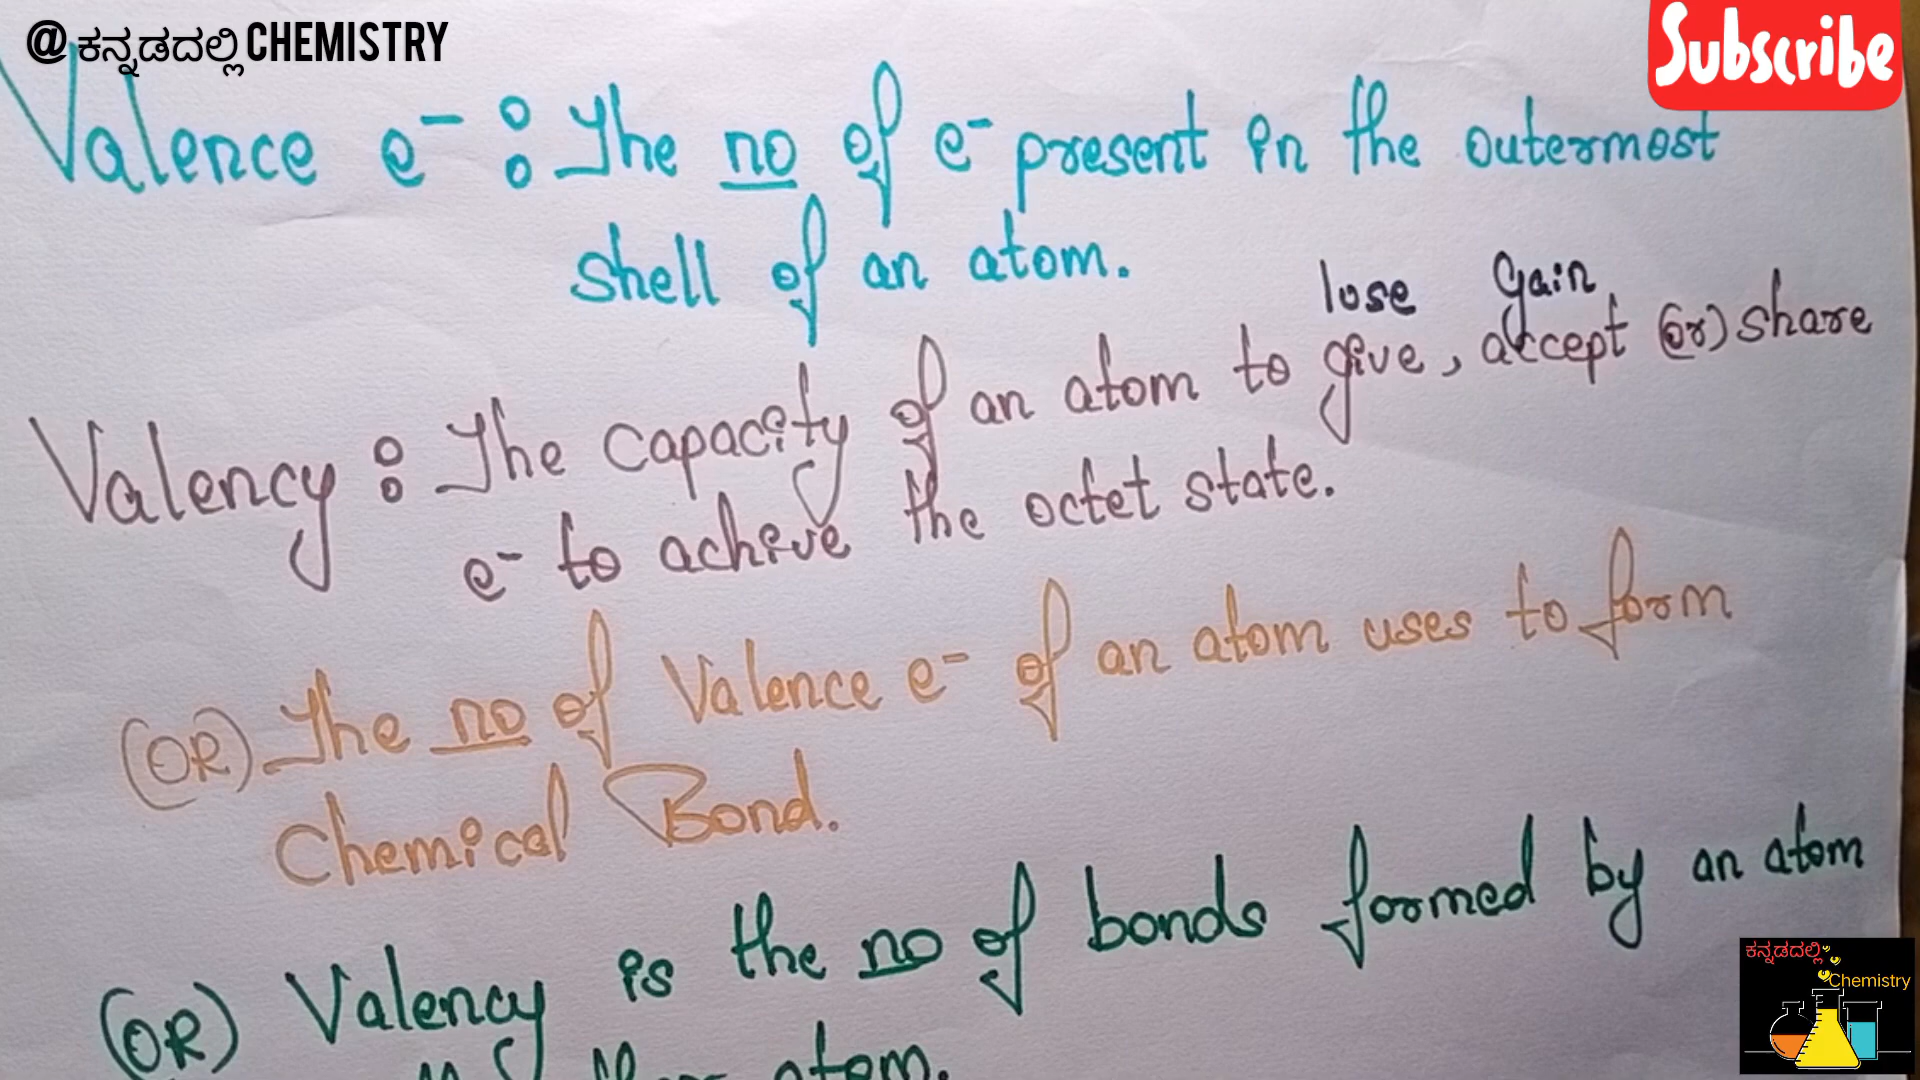 @ ಕನ್ನಡದಲ್ಲಿ CHEMISTRY
Subscribe
Valence e⁻ : The no of e⁻ present in the outermost
shell of an atom.
lose gain
Valency : The capacity of an atom to give, accept (or) share
e⁻ to achive the octet state.
(OR) The no of Valence e⁻ of an atom uses to form
Chemical Bond.
(OR) Valency is the no of bonds formed by an atom
atom.
ಕನ್ನಡದಲ್ಲಿ
Chemistry